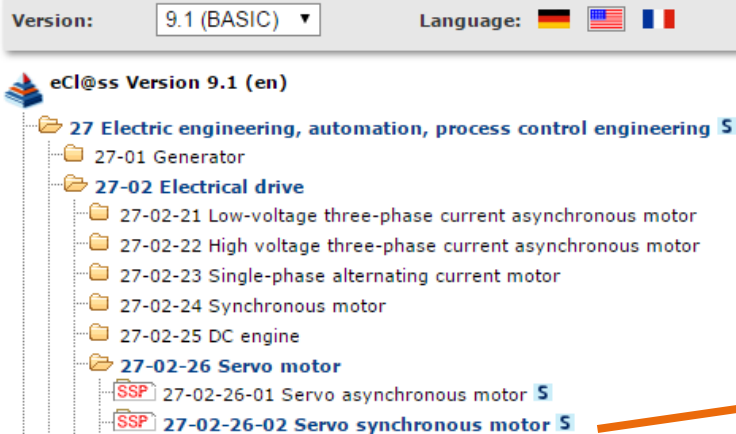 Version: 9.1 (BASIC) ▼ Language:
eCl@ss Version 9.1 (en)
27 Electric engineering, automation, process control engineering S
27-01 Generator
27-02 Electrical drive
27-02-21 Low-voltage three-phase current asynchronous motor
27-02-22 High voltage three-phase current asynchronous motor
27-02-23 Single-phase alternating current motor
27-02-24 Synchronous motor
27-02-25 DC engine
27-02-26 Servo motor
SSP 27-02-26-01 Servo asynchronous motor S
SSP 27-02-26-02 Servo synchronous motor S